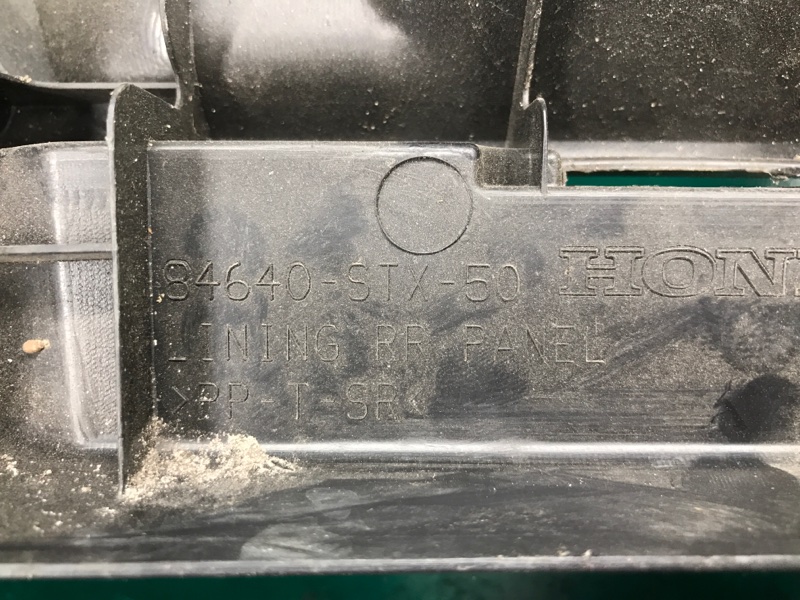 84640-STX-50
HON
LINING RR PANEL
>PP-T-SR<